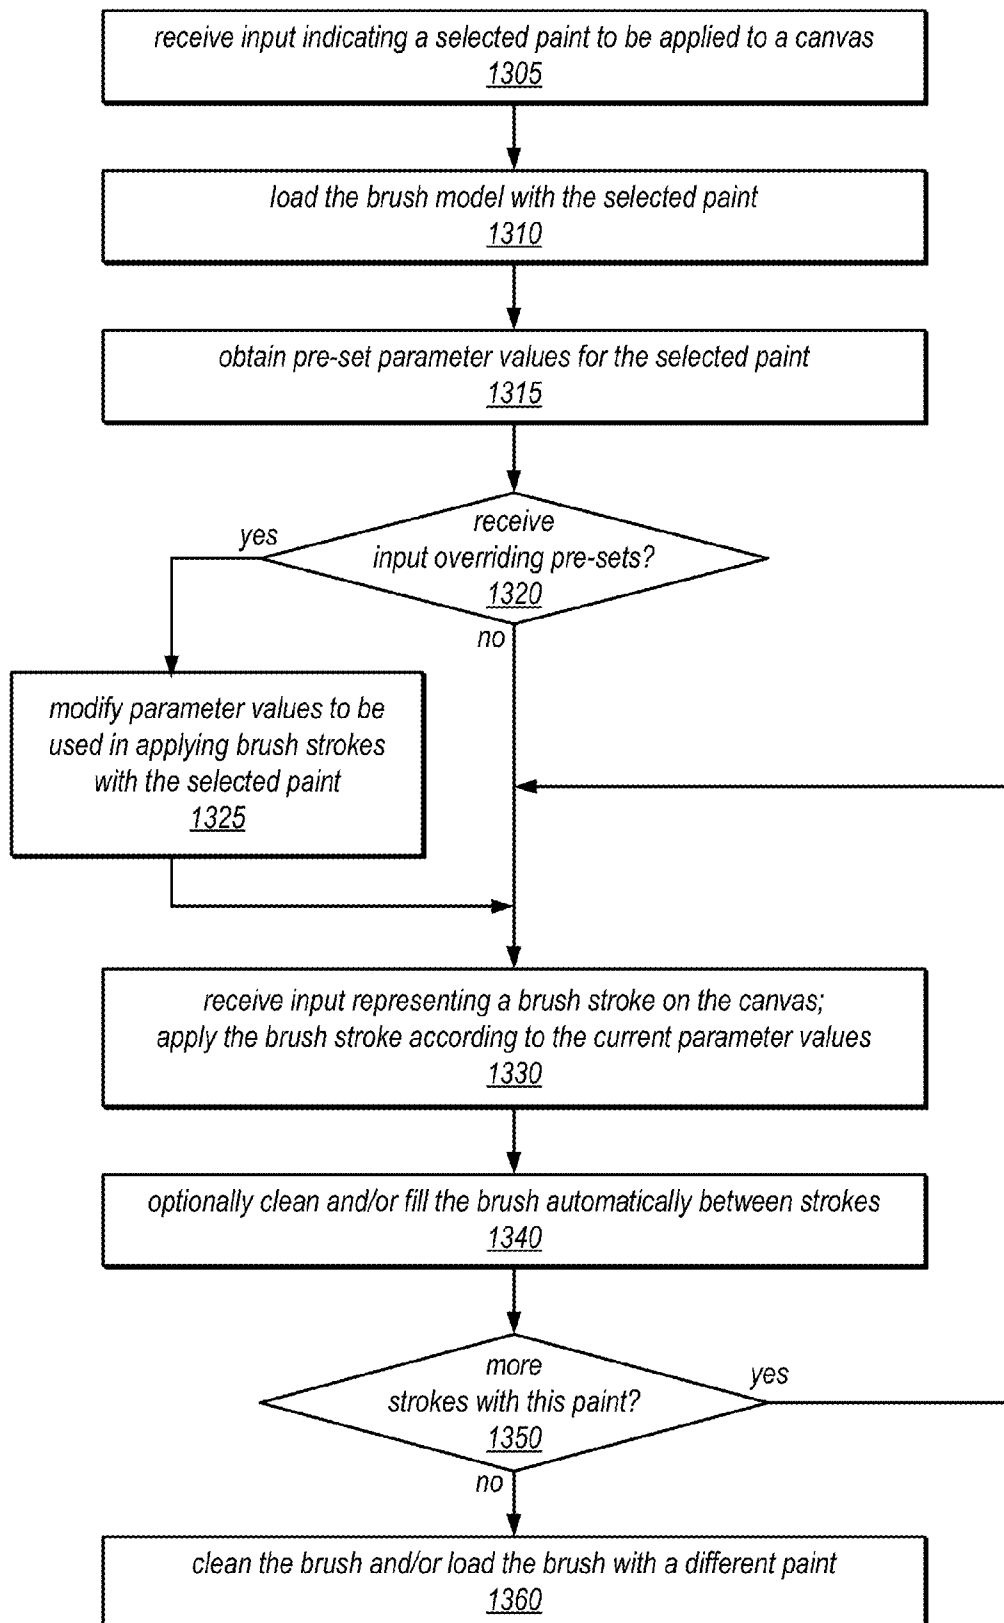 receive input indicating a selected paint to be applied to a canvas
1305
load the brush model with the selected paint
1310
obtain pre-set parameter values for the selected paint
1315
receive
input overriding pre-sets?
1320
yes
no
modify parameter values to be
used in applying brush strokes
with the selected paint
1325
receive input representing a brush stroke on the canvas;
apply the brush stroke according to the current parameter values
1330
optionally clean and/or fill the brush automatically between strokes
1340
more
strokes with this paint?
1350
yes
no
clean the brush and/or load the brush with a different paint
1360